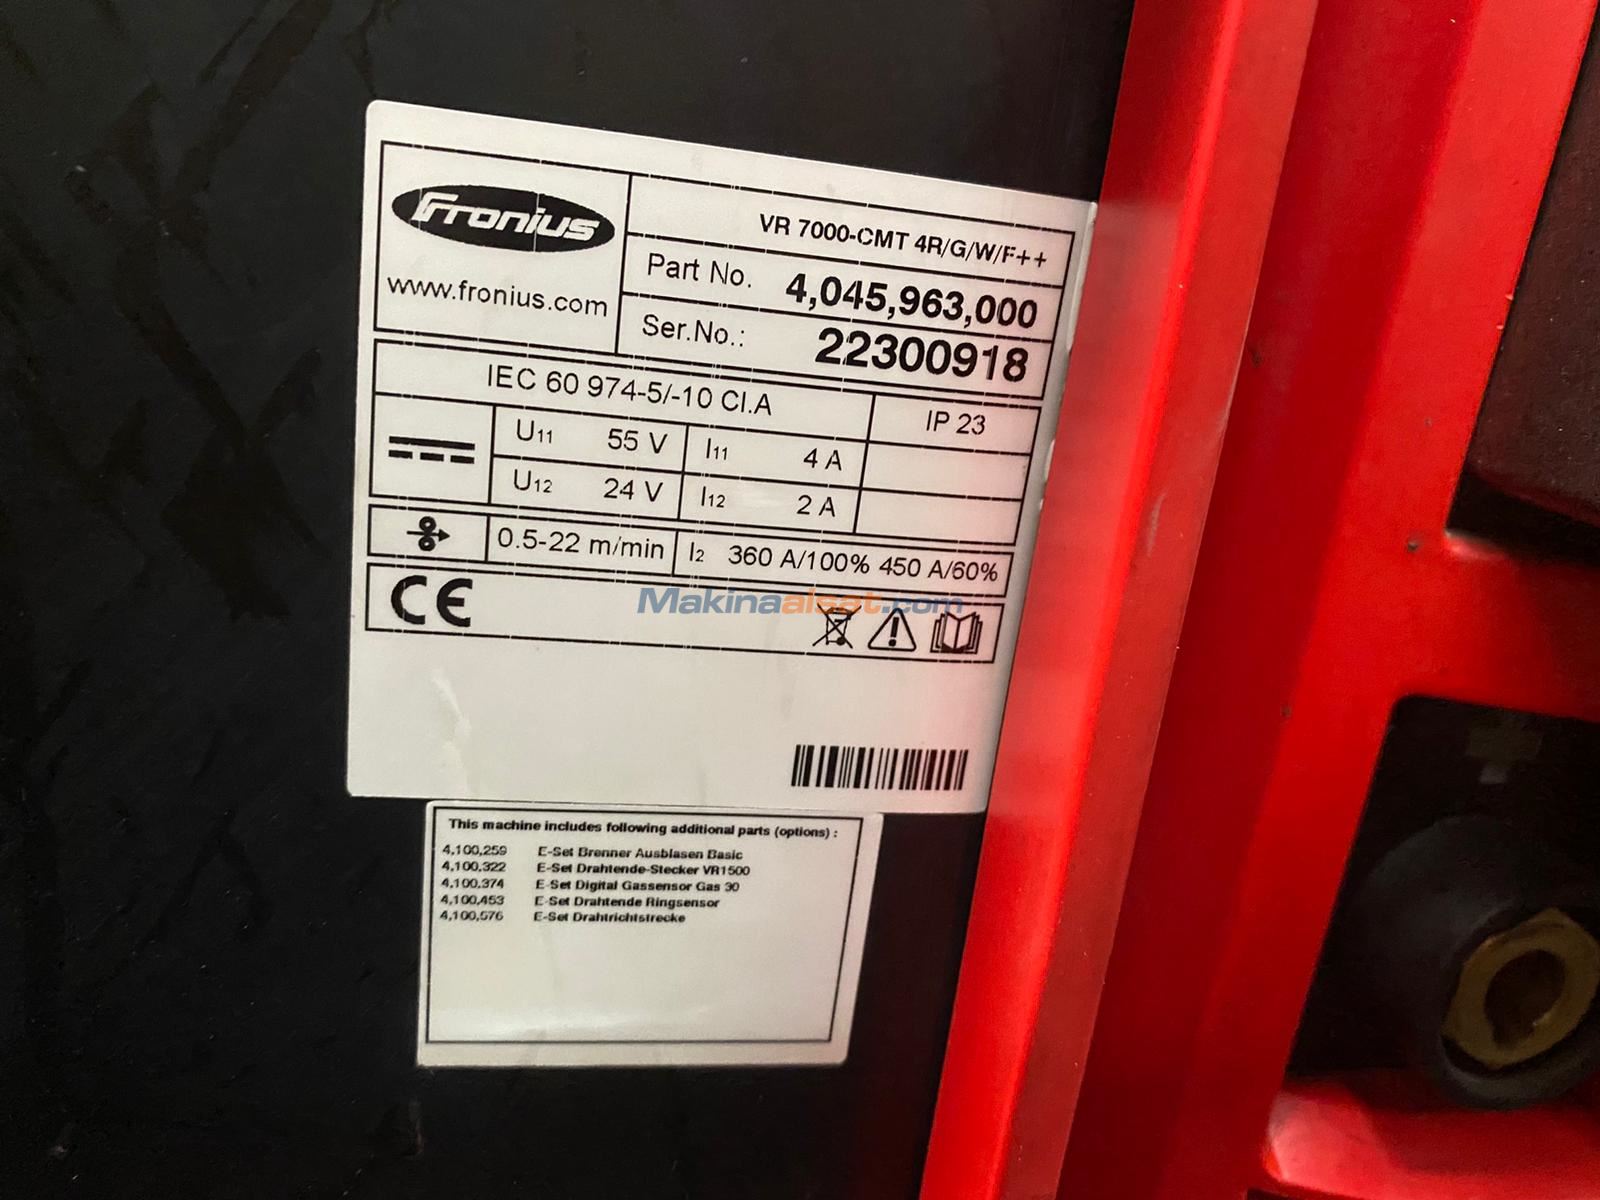 Fronius
www.fronius.com
VR 7000-CMT 4R/G/W/F++
Part No. 4,045,963,000
Ser.No.: 22300918
IEC 60 974-5/-10 Cl.A
IP 23
U11 55 V I11 4 A
U12 24 V I12 2 A
0.5-22 m/min I2 360 A/100% 450 A/60%
CE
Makinaalsat.com
This machine includes following additional parts (options) :
4,100,259 E-Set Brenner Ausblasen Basic
4,100,322 E-Set Drahtende-Stecker VR1500
4,100,374 E-Set Digital Gassensor Gas 30
4,100,453 E-Set Drahtende Ringsensor
4,100,576 E-Set Drahtrichtstrecke